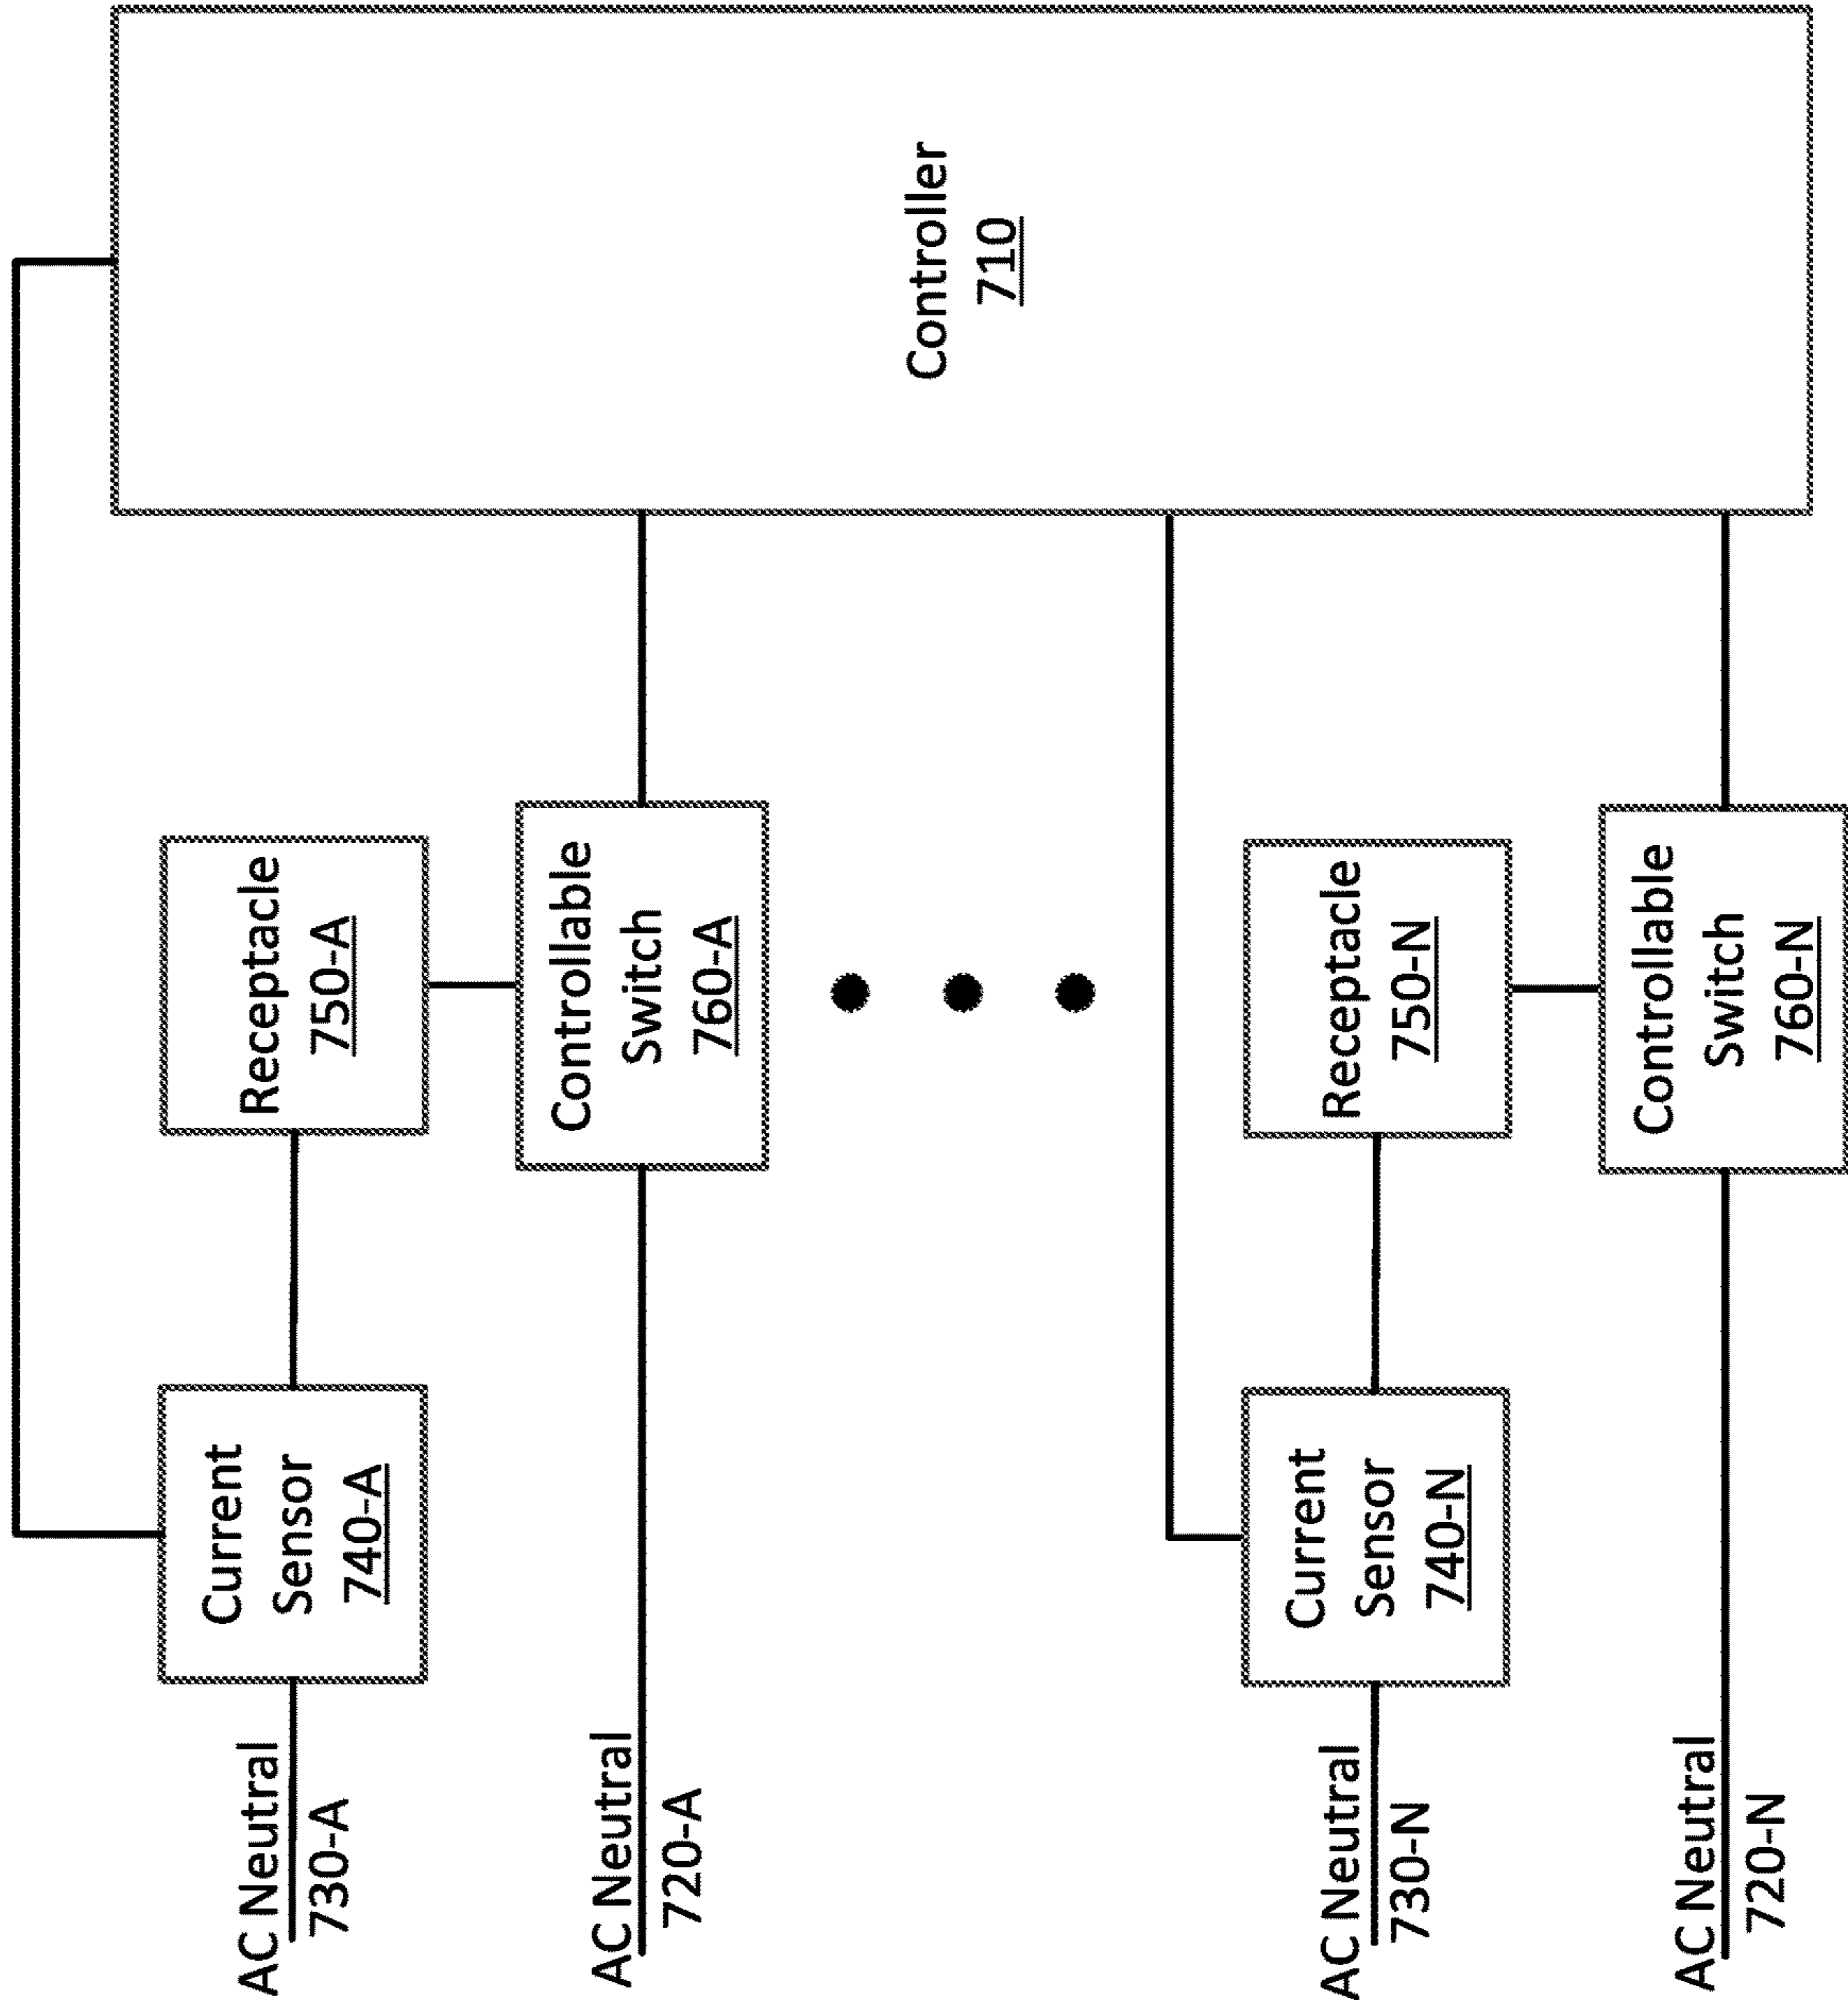 Controller
710
Receptacle
750-A
Controllable
Switch
760-A
Current
Sensor
740-A
AC Neutral
730-A
AC Neutral
720-A
Receptacle
750-N
Controllable
Switch
760-N
Current
Sensor
740-N
AC Neutral
730-N
AC Neutral
720-N